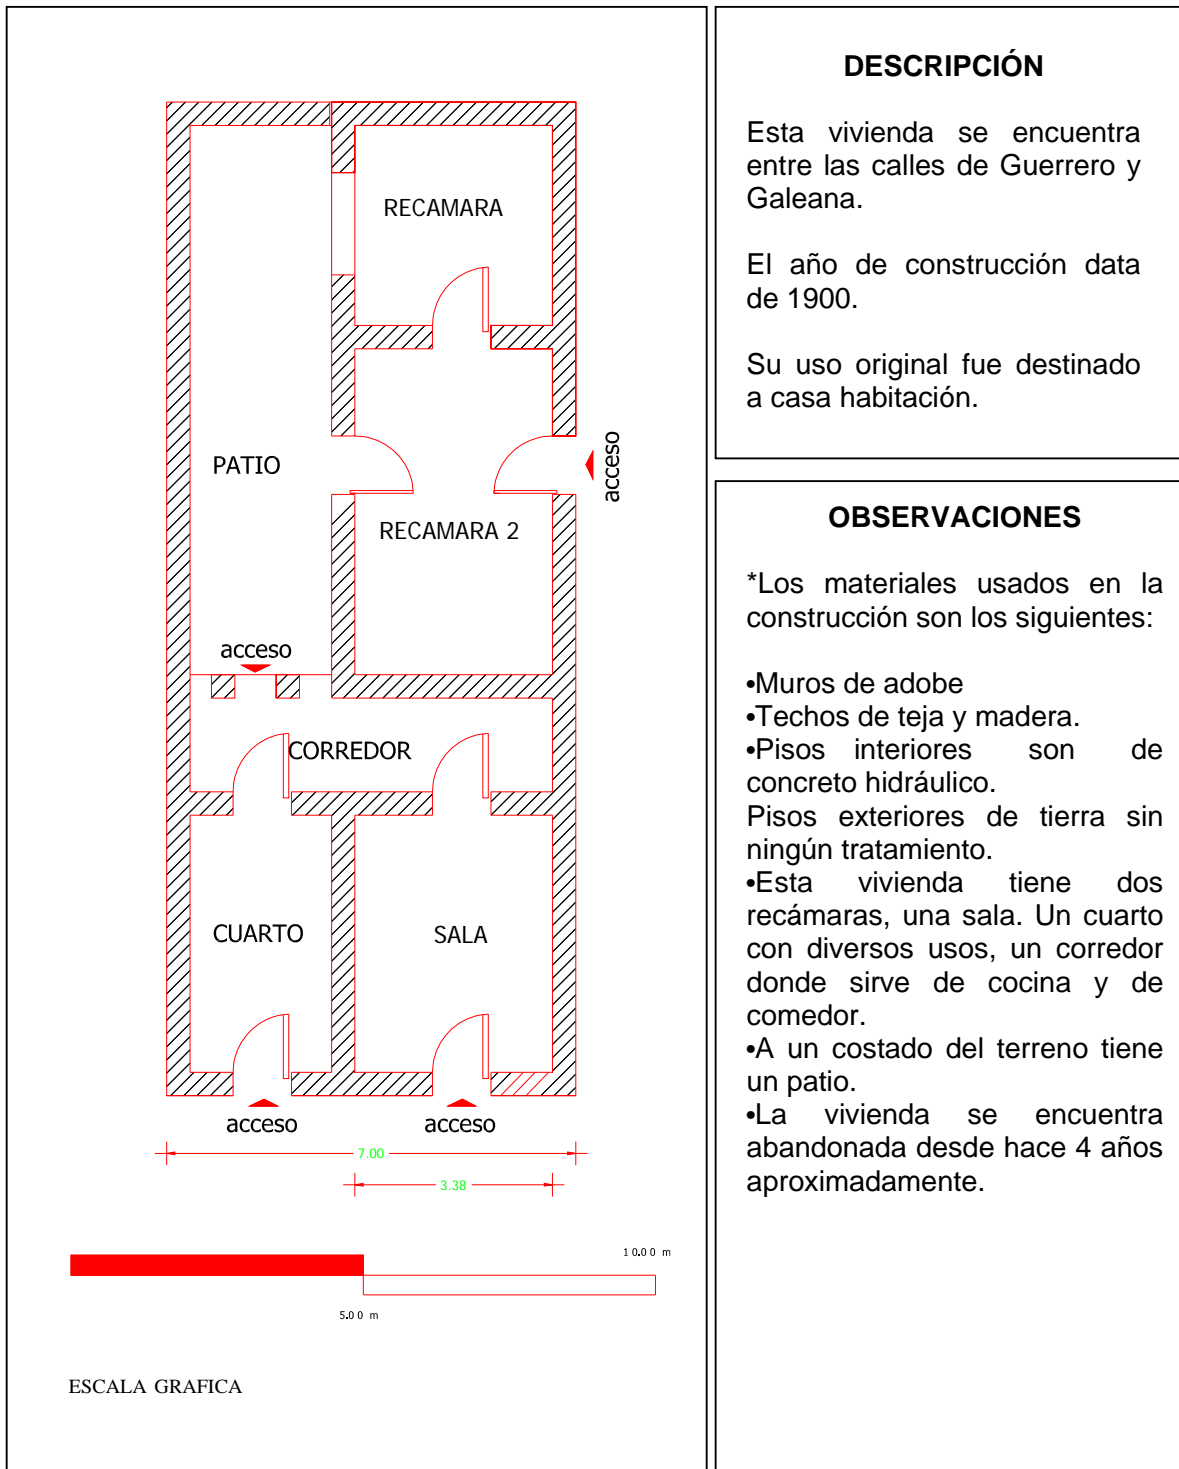 RECAMARA
PATIO
acceso
RECAMARA 2
acceso
CORREDOR
CUARTO
SALA
acceso
acceso
7.00
3.38
10.00 m
5.00 m
ESCALA GRAFICA
DESCRIPCIÓN
Esta vivienda se encuentra
entre las calles de Guerrero y
Galeana.
El año de construcción data
de 1900.
Su uso original fue destinado
a casa habitación.
OBSERVACIONES
*Los materiales usados en la
construcción son los siguientes:
•Muros de adobe
•Techos de teja y madera.
•Pisos interiores son de
concreto hidráulico.
Pisos exteriores de tierra sin
ningún tratamiento.
•Esta vivienda tiene dos
recámaras, una sala. Un cuarto
con diversos usos, un corredor
donde sirve de cocina y de
comedor.
•A un costado del terreno tiene
un patio.
•La vivienda se encuentra
abandonada desde hace 4 años
aproximadamente.